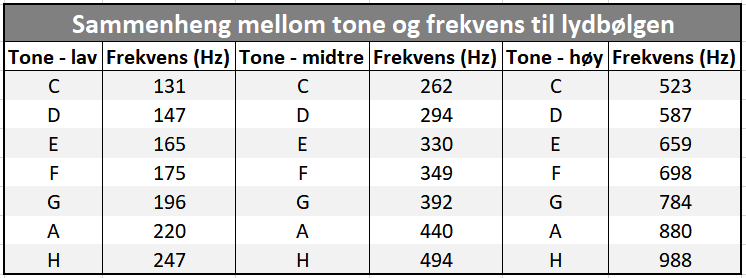 Sammenheng mellom tone og frekvens til lydbølgen
Tone - lav Frekvens (Hz) Tone - midtre Frekvens (Hz) Tone - høy Frekvens (Hz)
C 131 C 262 C 523
D 147 D 294 D 587
E 165 E 330 E 659
F 175 F 349 F 698
G 196 G 392 G 784
A 220 A 440 A 880
H 247 H 494 H 988